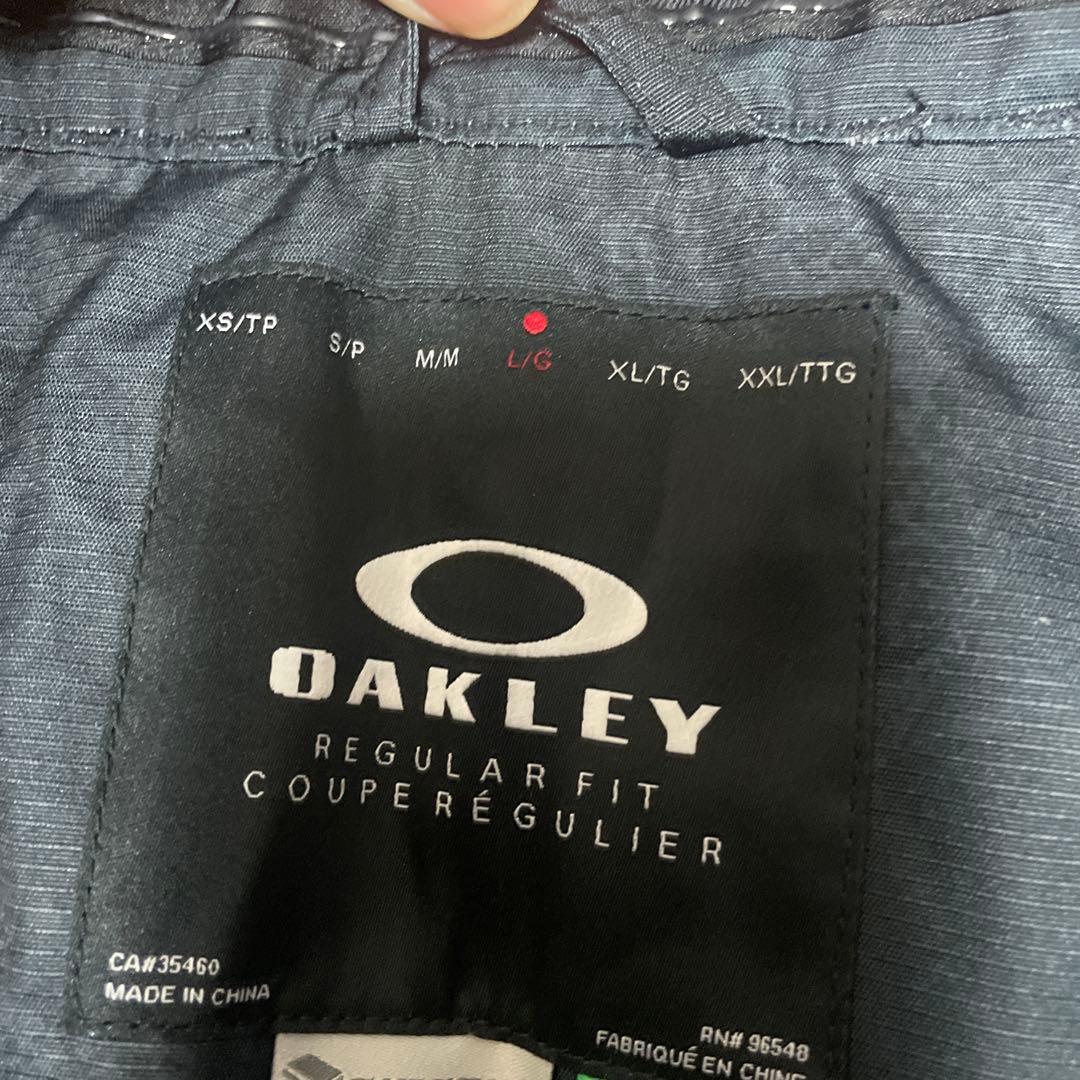 XS/TP S/P M/M L/G XL/TG XXL/TTG
OAKLEY
REGULAR FIT
COUPE RÉGULIER
CA#35460
MADE IN CHINA
RN# 96548
FABRIQUÉ EN CHINE